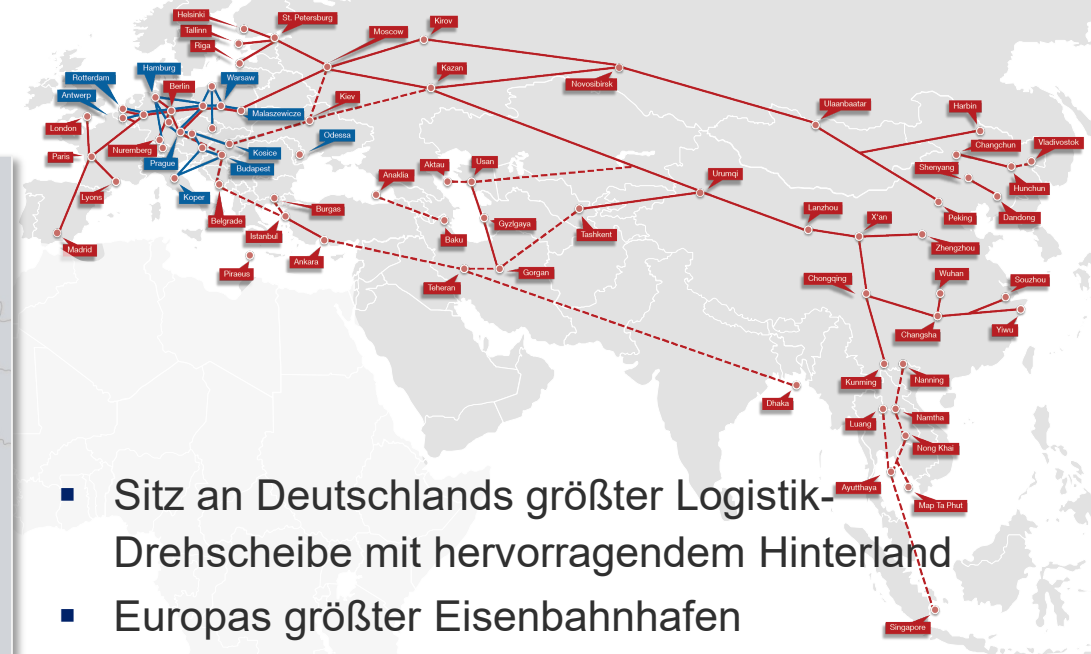 Helsinki
St. Petersburg
Tallinn
Riga
Moscow
Kirov
Hamburg
Rotterdam
Berlin
Warsaw
Antwerp
Kazan
Novosibirsk
Kiev
Malaszewicze
Ulaanbaatar
Harbin
London
Odessa
Changchun
Vladivostok
Paris
Nuremberg
Prague
Kosice
Budapest
Aktau
Usan
Shenyang
Urumqi
Anaklia
Hunchun
Lyons
Koper
Burgas
Lanzhou
X'an
Peking
Dandong
Belgrade
Gyzlgaya
Istanbul
Baku
Tashkent
Zhengzhou
Madrid
Ankara
Piraeus
Teheran
Gorgan
Chongqing
Wuhan
Souzhou
Changsha
Yiwu
Kunming
Nanning
Dhaka
Luang
Namtha
Nong Khai
Ayutthaya
Map Ta Phut
▪ Sitz an Deutschlands größter Logistik-
Drehscheibe mit hervorragendem Hinterland
▪ Europas größter Eisenbahnhafen
Singapore